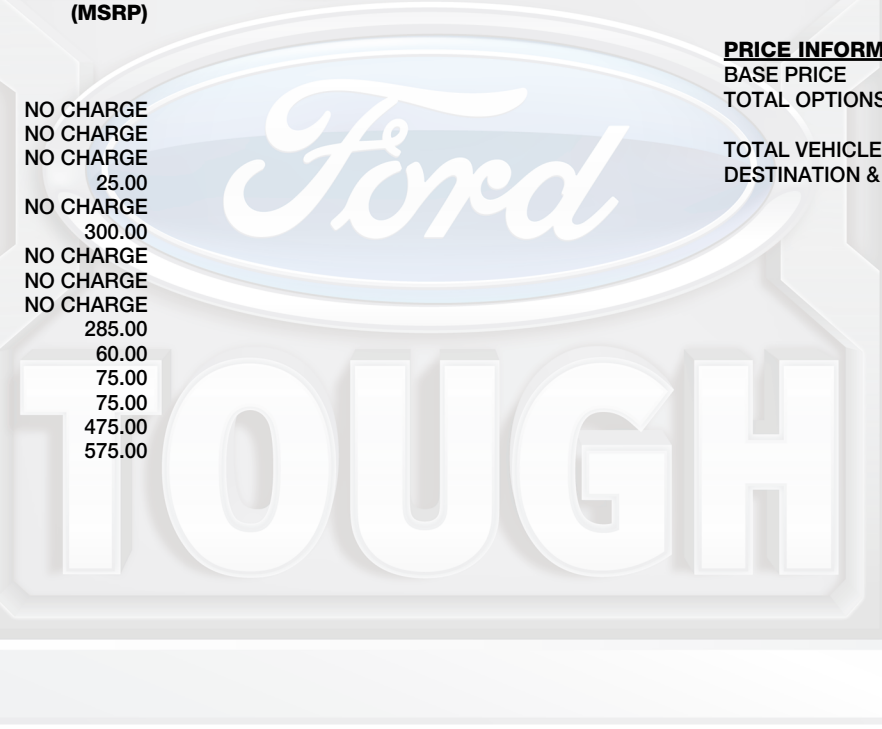 (MSRP)
NO CHARGE
NO CHARGE
NO CHARGE
25.00
NO CHARGE
300.00
NO CHARGE
NO CHARGE
NO CHARGE
285.00
60.00
75.00
75.00
475.00
575.00
PRICE INFORM
BASE PRICE
TOTAL OPTIONS
TOTAL VEHICLE
DESTINATION &
Ford
TOUGH